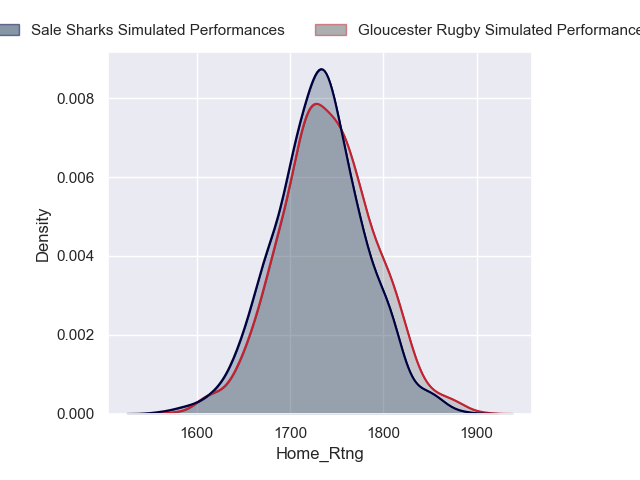 Sale Sharks Simulated Performances Gloucester Rugby Simulated Performance
0.008
0.006
0.004
0.002
0.000
Density
1600 1700 1800 1900
Home_Rtng